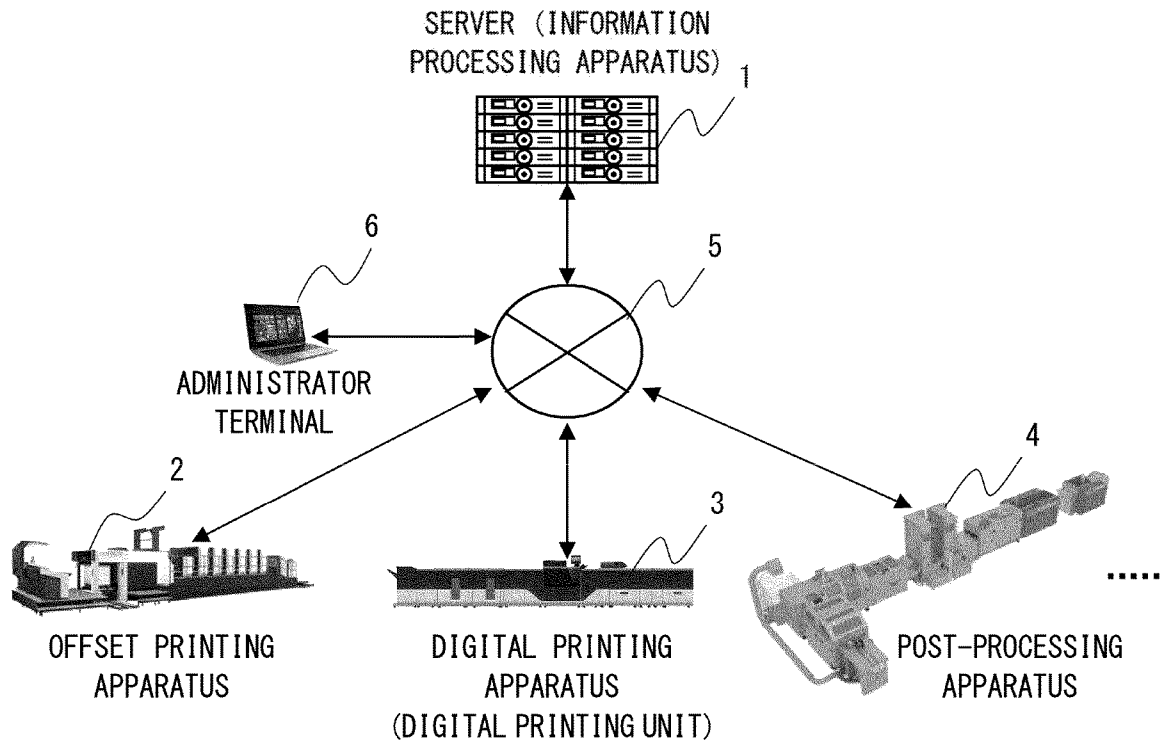 SERVER (INFORMATION
PROCESSING APPARATUS)
1
6
5
ADMINISTRATOR
TERMINAL
2
3
4
.....
OFFSET PRINTING
APPARATUS
DIGITAL PRINTING
APPARATUS
(DIGITAL PRINTING UNIT)
POST-PROCESSING
APPARATUS